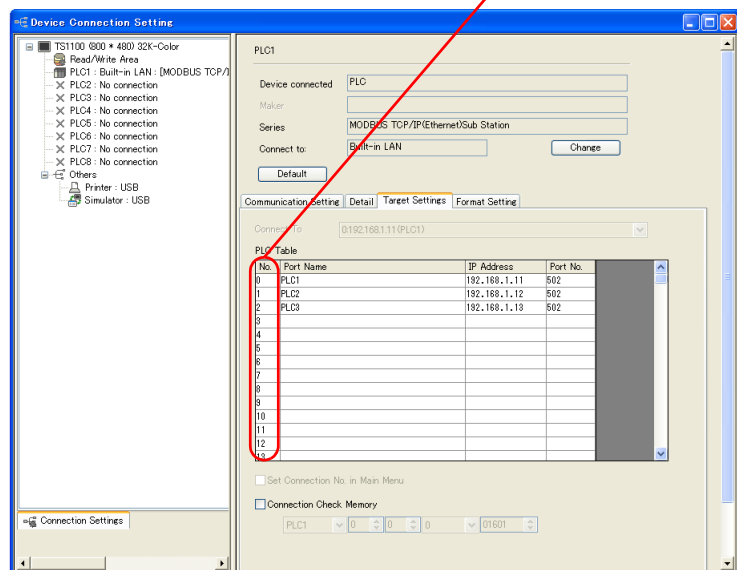 Device Connection Setting
TS1100 (800 * 480) 32K-Color
Read/Write Area
PLC1 : Built-in LAN : [MODBUS TCP/I
PLC2 : No connection
PLC3 : No connection
PLC4 : No connection
PLC5 : No connection
PLC6 : No connection
PLC7 : No connection
PLC8 : No connection
Others
Printer : USB
Simulator : USB
Connection Settings
PLC1
Device connected PLC
Maker
Series MODBUS TCP/IP(Ethernet)Sub Station
Connect to: Built-in LAN Change
Default
Communication Setting Detail Target Settings Format Setting
Connect To 0:192.168.1.11(PLC1)
PLC Table
No. Port Name IP Address Port No.
0 PLC1 192.168.1.11 502
1 PLC2 192.168.1.12 502
2 PLC3 192.168.1.13 502
3
4
5
6
7
8
9
10
11
12
13
Set Connection No. in Main Menu
Connection Check Memory
PLC1 0 0 0 01601